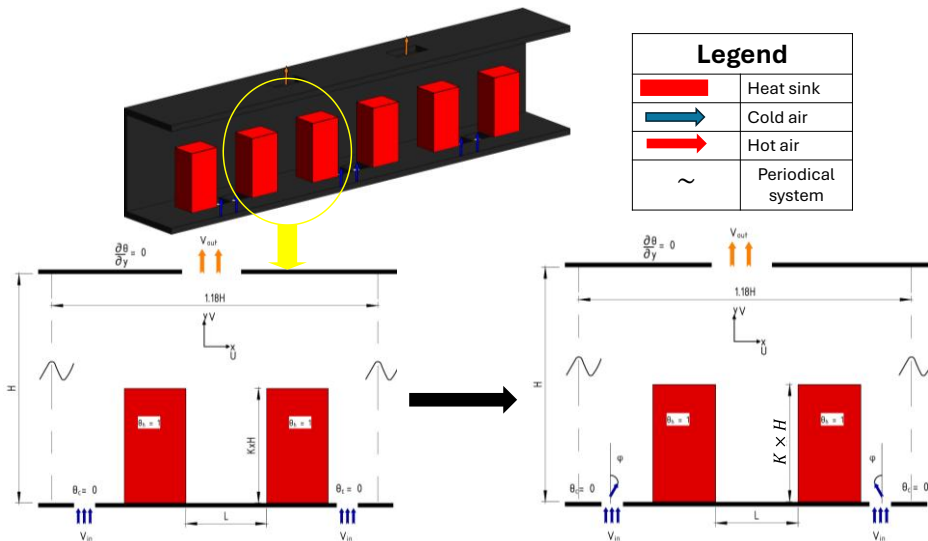 Legend
Heat sink
Cold air
Hot air
~ Periodical system
V_out
∂θ/∂y = 0
1.18H
y V
x
U
H
θ_h = 1
θ_h = 1
K×H
θ_c = 0
θ_c = 0
L
V_in
V_in
V_out
∂θ/∂y = 0
1.18H
y V
x
U
H
θ_h = 1
θ_h = 1
K × H
φ
φ
θ_c = 0
θ_c = 0
L
V_in
V_in